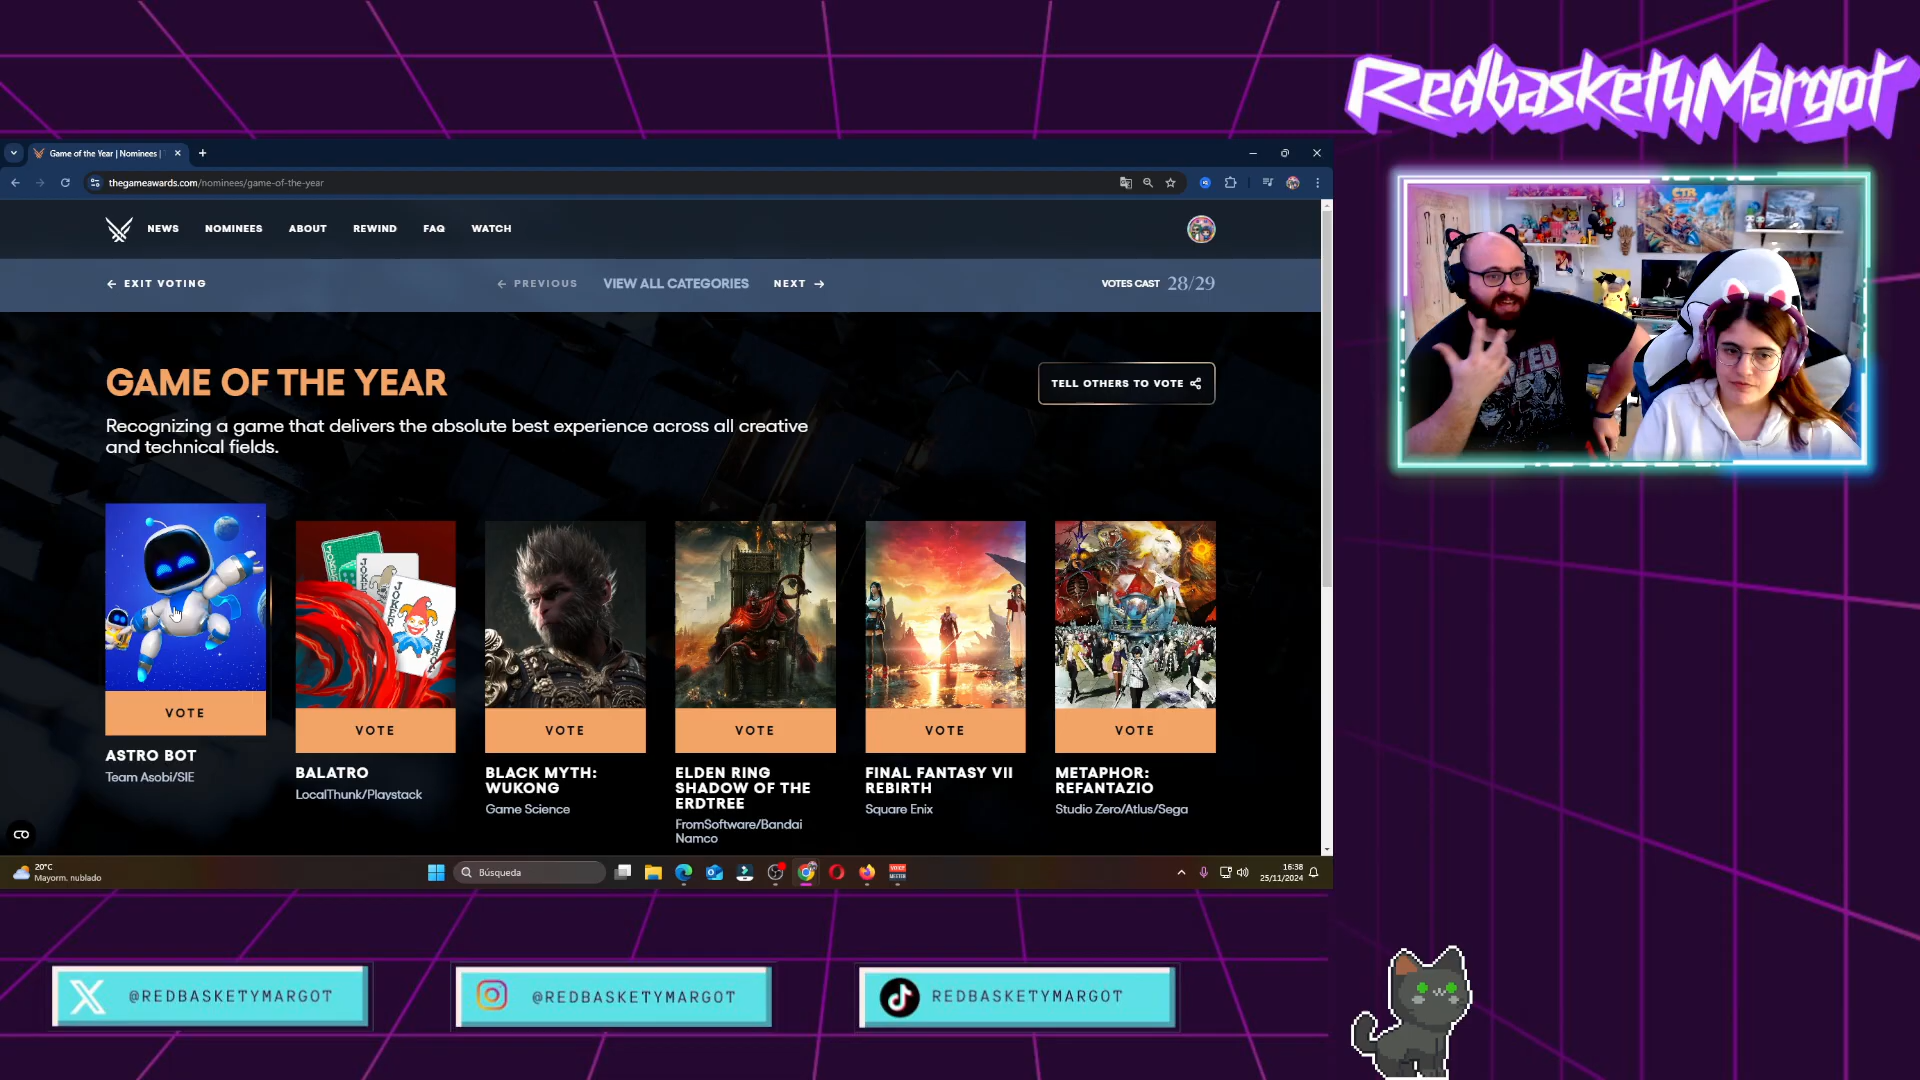 RedbasketyMargot
Game of the Year | Nominees |
thegameawards.com/nominees/game-of-the-year
NEWS
NOMINEES
ABOUT
REWIND
FAQ
WATCH
EXIT VOTING
PREVIOUS
VIEW ALL CATEGORIES
NEXT
VOTES CAST 28/29
GAME OF THE YEAR
TELL OTHERS TO VOTE
Recognizing a game that delivers the absolute best experience across all creative
and technical fields.
VOTE
VOTE
VOTE
VOTE
VOTE
VOTE
ASTRO BOT
Team Asobi/SIE
BALATRO
LocalThunk/Playstack
BLACK MYTH:
WUKONG
Game Science
ELDEN RING
SHADOW OF THE
ERDTREE
FromSoftware/Bandai
Namco
FINAL FANTASY VII
REBIRTH
Square Enix
METAPHOR:
REFANTAZIO
Studio Zero/Atlus/Sega
JOKER
JOKER
JOKER
CTR
20°C
Mayorm. nublado
Búsqueda
16:38
25/11/2024
@REDBASKETYMARGOT
@REDBASKETYMARGOT
REDBASKETYMARGOT